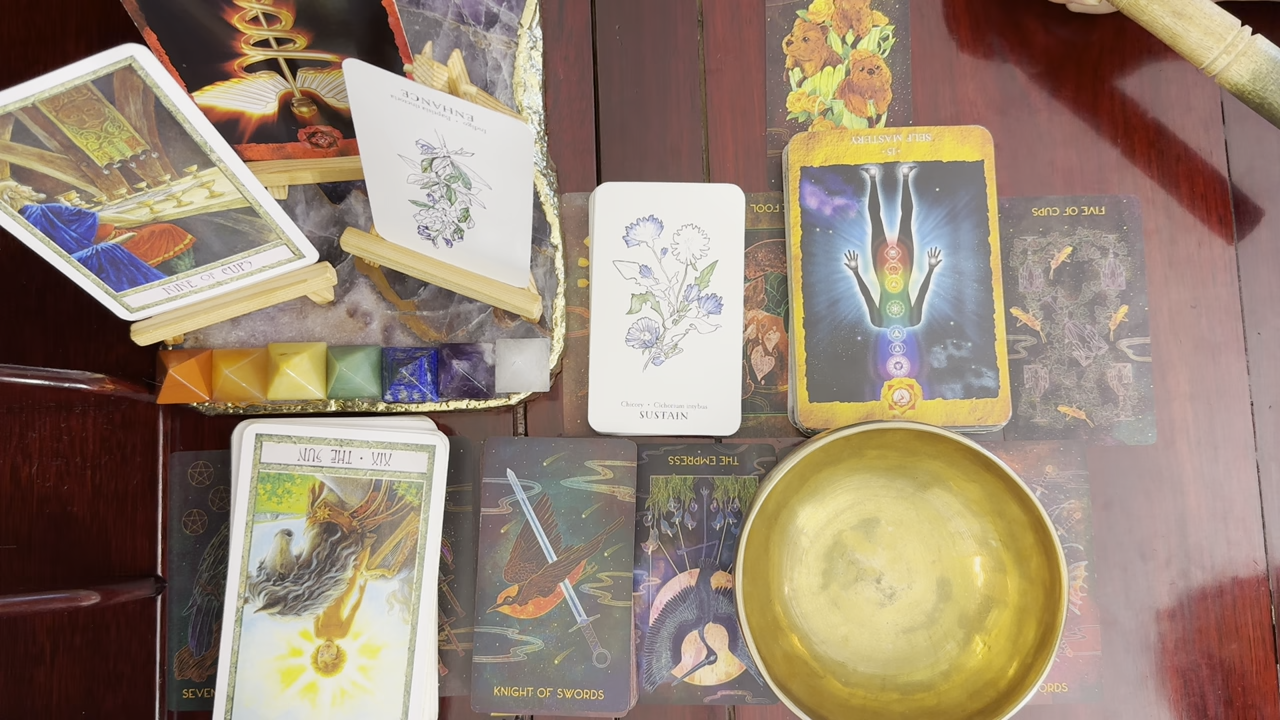 ENHANCE
NINE OF CUPS
SELF MASTERY
FOOL
FIVE OF CUPS
Chicory • Cichorium intybus
SUSTAIN
XIX • THE SUN
THE EMPRESS
SEVEN
KNIGHT OF SWORDS
ORDS